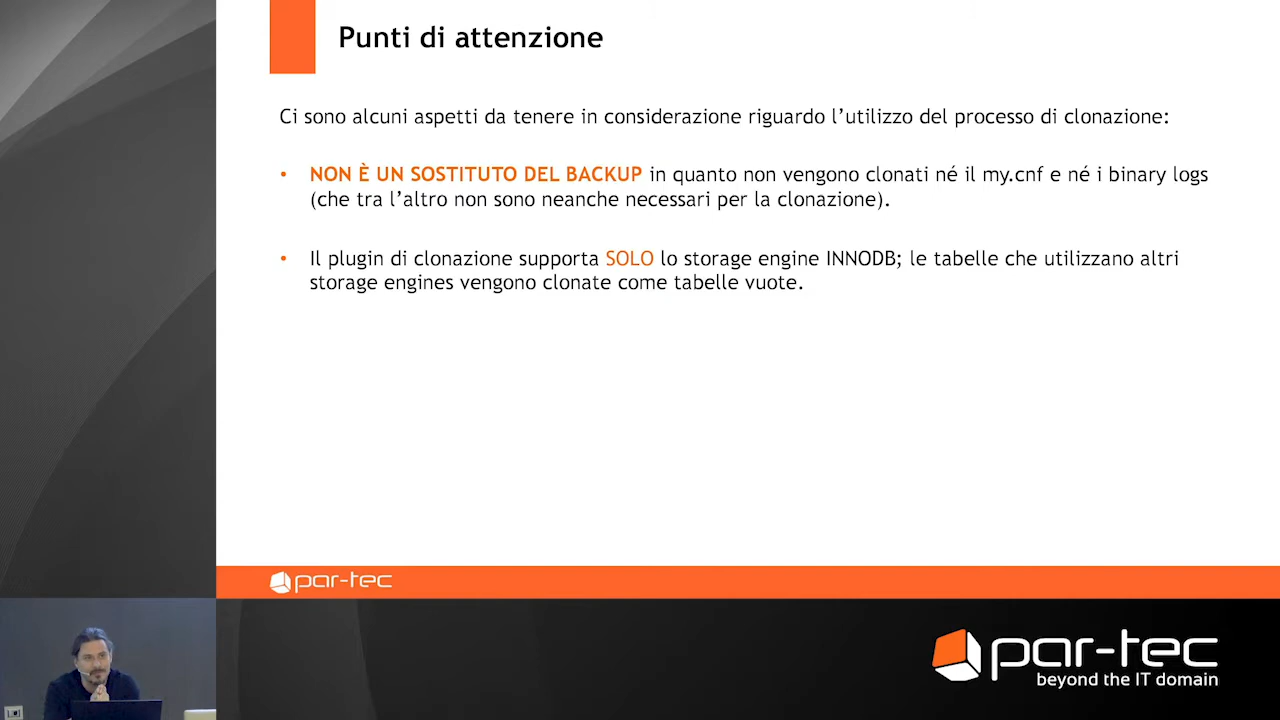 Punti di attenzione
Ci sono alcuni aspetti da tenere in considerazione riguardo l’utilizzo del processo di clonazione:
• NON È UN SOSTITUTO DEL BACKUP in quanto non vengono clonati né il my.cnf e né i binary logs
(che tra l’altro non sono neanche necessari per la clonazione).
• Il plugin di clonazione supporta SOLO lo storage engine INNODB; le tabelle che utilizzano altri
storage engines vengono clonate come tabelle vuote.
par-tec
par-tec
beyond the IT domain